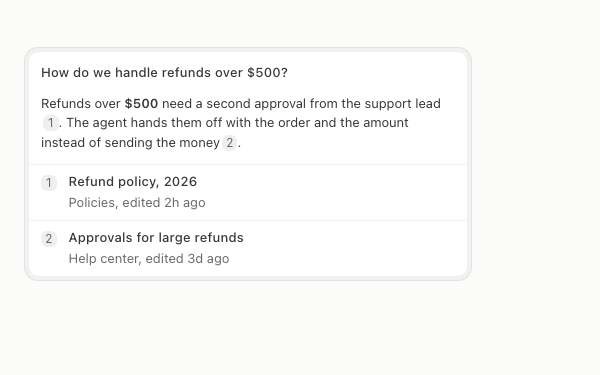 How do we handle refunds over $500?
Refunds over $500 need a second approval from the support lead
1. The agent hands them off with the order and the amount
instead of sending the money 2.
1 Refund policy, 2026
Policies, edited 2h ago
2 Approvals for large refunds
Help center, edited 3d ago